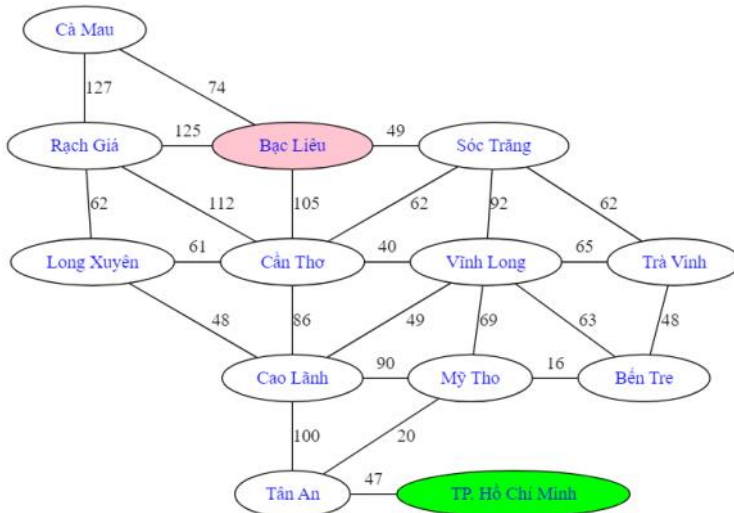 Cà Mau
127
74
Rạch Giá
125
Bạc Liêu
49
Sóc Trăng
62
112
105
62
92
62
Long Xuyên
61
Cần Thơ
40
Vĩnh Long
65
Trà Vinh
48
86
49
69
63
48
Cao Lãnh
90
Mỹ Tho
16
Bến Tre
100
20
Tân An
47
TP. Hồ Chí Minh